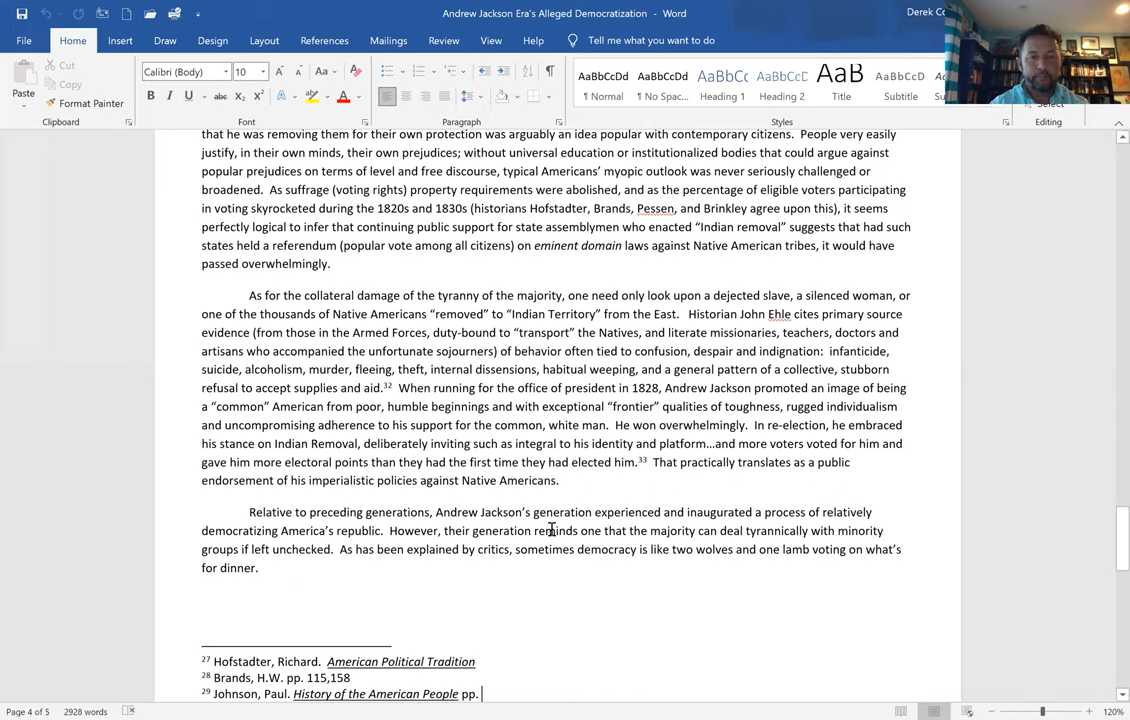 Andrew Jackson Era's Alleged Democratization - Word
Derek Co
File Home Insert Draw Design Layout References Mailings Review View Help Tell me what you want to do
Paste
Cut
Copy
Format Painter
Clipboard
Calibri (Body) 10
Aa
B I U abc X₂ X² A A
Font
Paragraph
AaBbCcDd AaBbCcDd AaBbCc AaBbCcD AaB AaBbCcD A
¶ Normal ¶ No Spac... Heading 1 Heading 2 Title Subtitle Su
Styles
Select
Editing
that he was removing them for their own protection was arguably an idea popular with contemporary citizens. People very easily
justify, in their own minds, their own prejudices; without universal education or institutionalized bodies that could argue against
popular prejudices on terms of level and free discourse, typical Americans' myopic outlook was never seriously challenged or
broadened. As suffrage (voting rights) property requirements were abolished, and as the percentage of eligible voters participating
in voting skyrocketed during the 1820s and 1830s (historians Hofstadter, Brands, Pessen, and Brinkley agree upon this), it seems
perfectly logical to infer that continuing public support for state assemblymen who enacted "Indian removal" suggests that had such
states held a referendum (popular vote among all citizens) on eminent domain laws against Native American tribes, it would have
passed overwhelmingly.
As for the collateral damage of the tyranny of the majority, one need only look upon a dejected slave, a silenced woman, or
one of the thousands of Native Americans "removed" to "Indian Territory" from the East. Historian John Ehle cites primary source
evidence (from those in the Armed Forces, duty-bound to "transport" the Natives, and literate missionaries, teachers, doctors and
artisans who accompanied the unfortunate sojourners) of behavior often tied to confusion, despair and indignation: infanticide,
suicide, alcoholism, murder, fleeing, theft, internal dissensions, habitual weeping, and a general pattern of a collective, stubborn
refusal to accept supplies and aid.³² When running for the office of president in 1828, Andrew Jackson promoted an image of being
a "common" American from poor, humble beginnings and with exceptional "frontier" qualities of toughness, rugged individualism
and uncompromising adherence to his support for the common, white man. He won overwhelmingly. In re-election, he embraced
his stance on Indian Removal, deliberately inviting such as integral to his identity and platform…and more voters voted for him and
gave him more electoral points than they had the first time they had elected him.³³ That practically translates as a public
endorsement of his imperialistic policies against Native Americans.
Relative to preceding generations, Andrew Jackson's generation experienced and inaugurated a process of relatively
democratizing America's republic. However, their generation reminds one that the majority can deal tyrannically with minority
groups if left unchecked. As has been explained by critics, sometimes democracy is like two wolves and one lamb voting on what's
for dinner.
²⁷ Hofstadter, Richard. American Political Tradition
²⁸ Brands, H.W. pp. 115,158
²⁹ Johnson, Paul. History of the American People pp.
Page 4 of 5 2928 words 120%